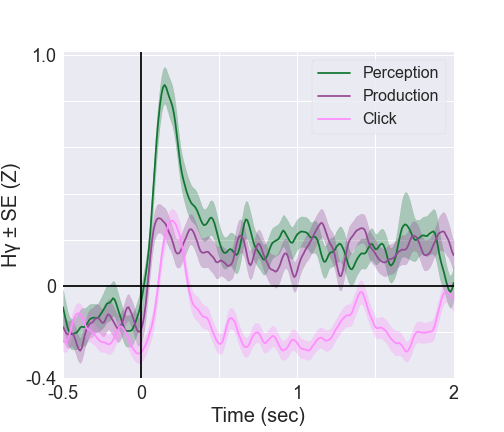 1.0
Perception
Production
Click
Hγ ± SE (Z)
0
-0.4
-0.5
0
1
2
Time (sec)